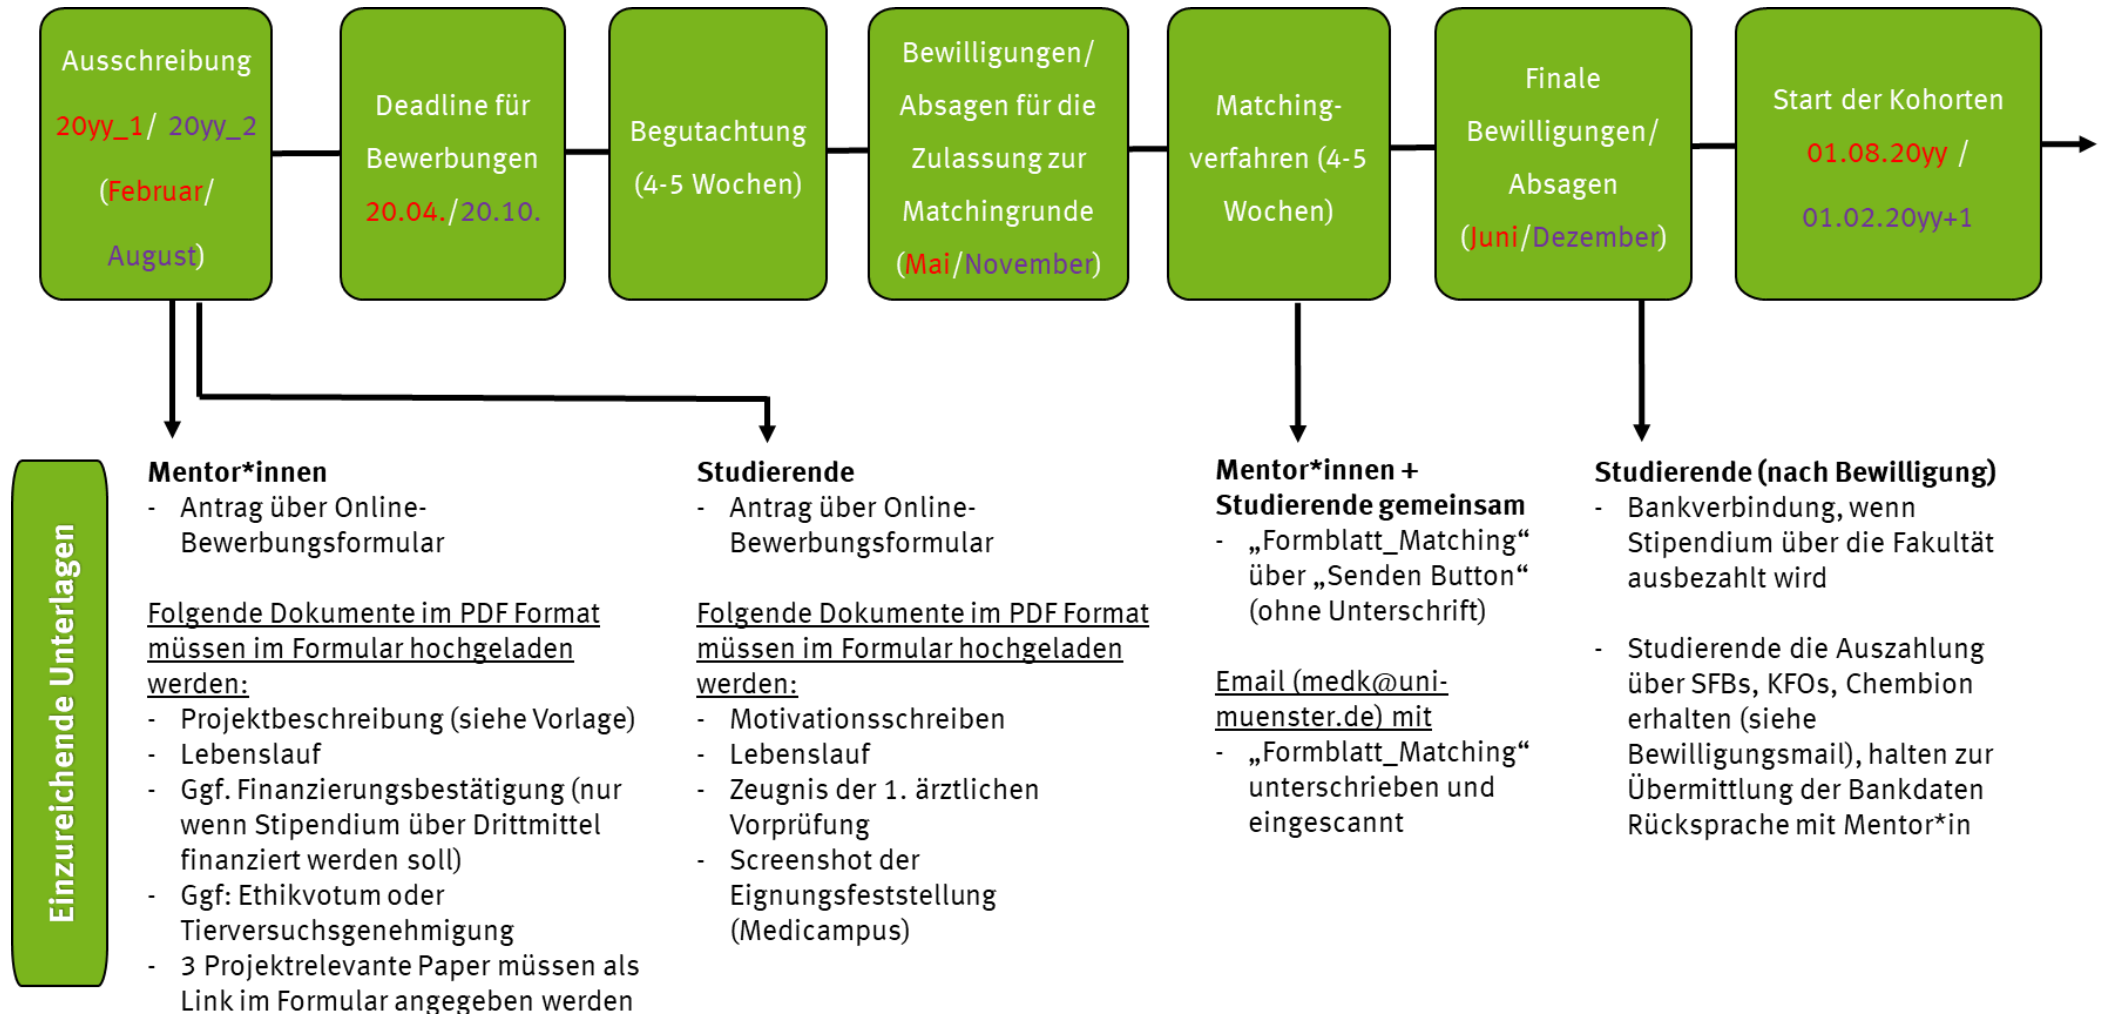 Ausschreibung
20yy_1/ 20yy_2
(Februar/
August)
Deadline für
Bewerbungen
20.04./20.10.
Begutachtung
(4-5 Wochen)
Bewilligungen/
Absagen für die
Zulassung zur
Matchingrunde
(Mai/November)
Matching-
verfahren (4-5
Wochen)
Finale
Bewilligungen/
Absagen
(Juni/Dezember)
Start der Kohorten
01.08.20yy /
01.02.20yy+1
Einzureichende Unterlagen
Mentor*innen
- Antrag über Online-
Bewerbungsformular
Folgende Dokumente im PDF Format
müssen im Formular hochgeladen
werden:
- Projektbeschreibung (siehe Vorlage)
- Lebenslauf
- Ggf. Finanzierungsbestätigung (nur
wenn Stipendium über Drittmittel
finanziert werden soll)
- Ggf: Ethikvotum oder
Tierversuchsgenehmigung
- 3 Projektrelevante Paper müssen als
Link im Formular angegeben werden
Studierende
- Antrag über Online-
Bewerbungsformular
Folgende Dokumente im PDF Format
müssen im Formular hochgeladen
werden:
- Motivationsschreiben
- Lebenslauf
- Zeugnis der 1. ärztlichen
Vorprüfung
- Screenshot der
Eignungsfeststellung
(Medicampus)
Mentor*innen +
Studierende gemeinsam
- „Formblatt_Matching“
über „Senden Button“
(ohne Unterschrift)
Email (medk@uni-
muenster.de) mit
- „Formblatt_Matching“
unterschrieben und
eingescannt
Studierende (nach Bewilligung)
- Bankverbindung, wenn
Stipendium über die Fakultät
ausbezahlt wird
- Studierende die Auszahlung
über SFBs, KFOs, Chembion
erhalten (siehe
Bewilligungsmail), halten zur
Übermittlung der Bankdaten
Rücksprache mit Mentor*in